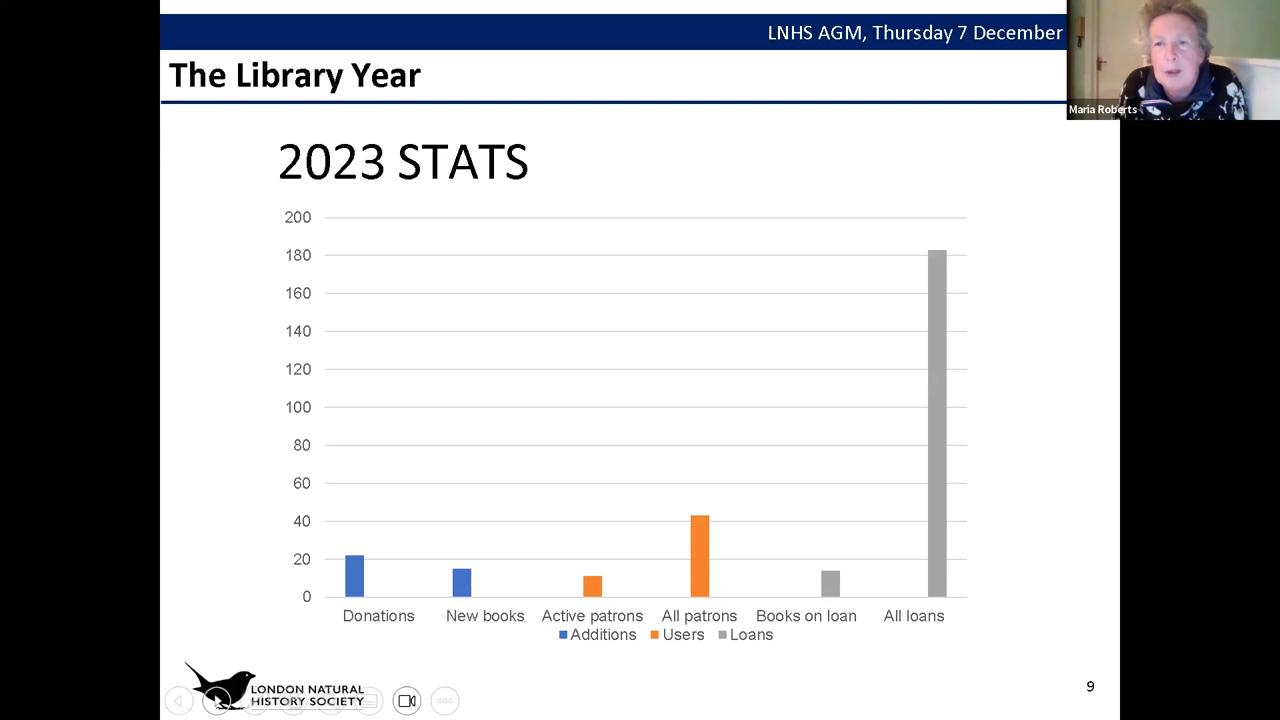 LNHS AGM, Thursday 7 December
The Library Year
Maria Roberts
2023 STATS
200
180
160
140
120
100
80
60
40
20
0
Donations New books Active patrons All patrons Books on loan All loans
Additions Users Loans
LONDON NATURAL
HISTORY SOCIETY
9